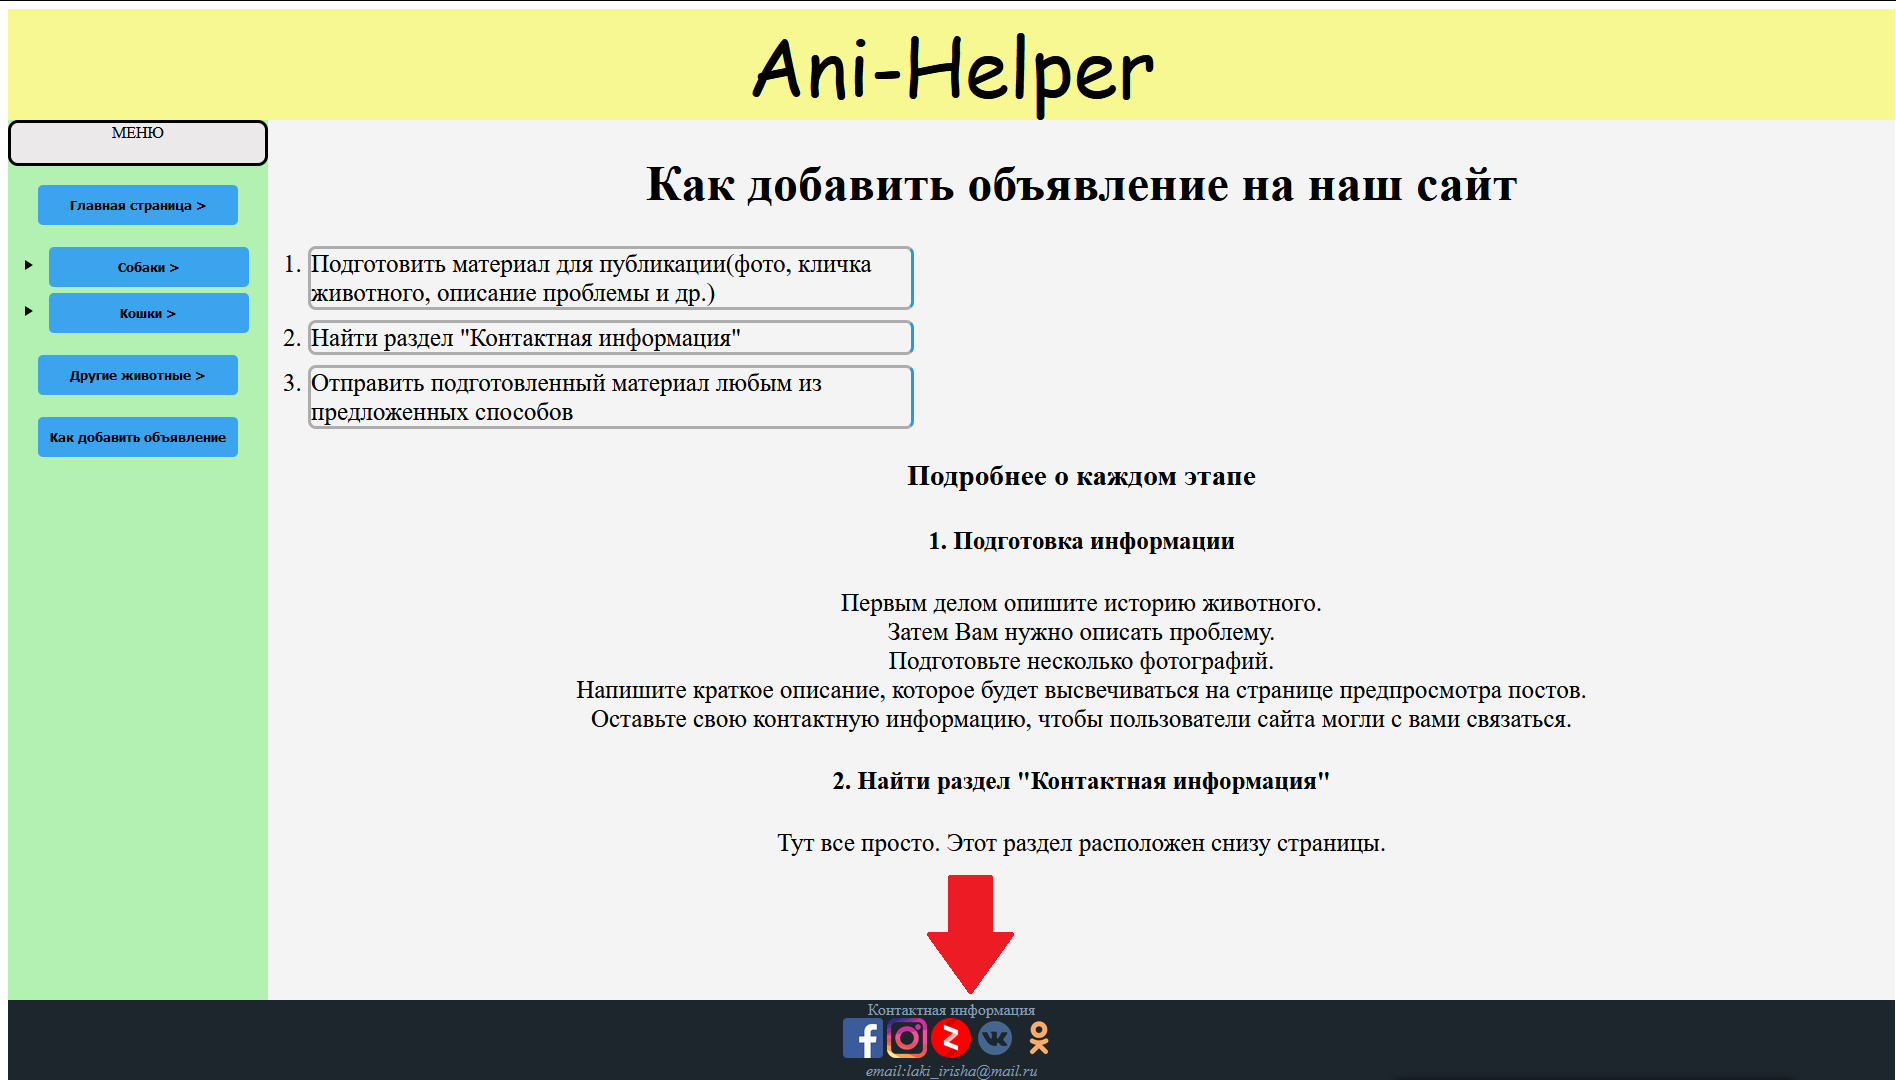 Ani-Helper
МЕНЮ
Главная страница >
Собаки >
Кошки >
Другие животные >
Как добавить объявление
Как добавить объявление на наш сайт
1. Подготовить материал для публикации(фото, кличка
животного, описание проблемы и др.)
2. Найти раздел "Контактная информация"
3. Отправить подготовленный материал любым из
предложенных способов
Подробнее о каждом этапе
1. Подготовка информации
Первым делом опишите историю животного.
Затем Вам нужно описать проблему.
Подготовьте несколько фотографий.
Напишите краткое описание, которое будет высвечиваться на странице предпросмотра постов.
Оставьте свою контактную информацию, чтобы пользователи сайта могли с вами связаться.
2. Найти раздел "Контактная информация"
Тут все просто. Этот раздел расположен снизу страницы.
Контактная информация
email:laki_irisha@mail.ru